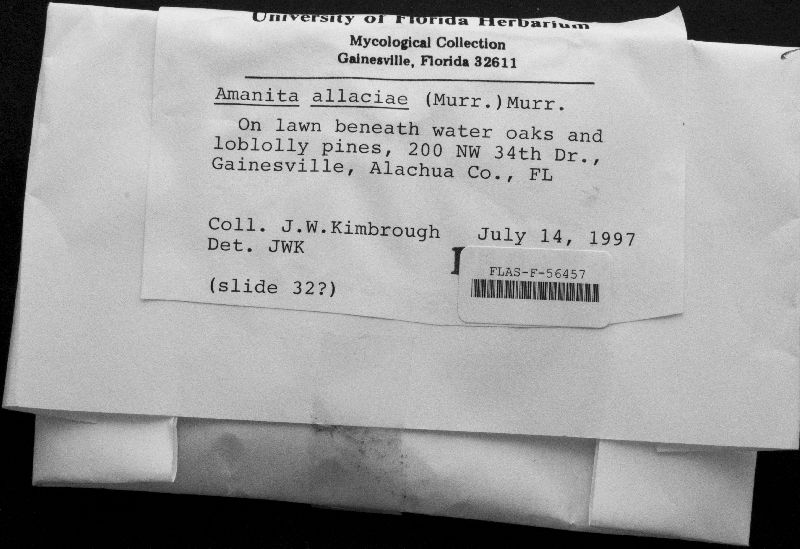 University of Florida Herbarium
Mycological Collection
Gainesville, Florida 32611
Amanita allaciae (Murr.)Murr.
On lawn beneath water oaks and
loblolly pines, 200 NW 34th Dr.,
Gainesville, Alachua Co., FL
Coll. J.W.Kimbrough July 14, 1997
Det. JWK
FLAS-F-56457
(slide 32?)